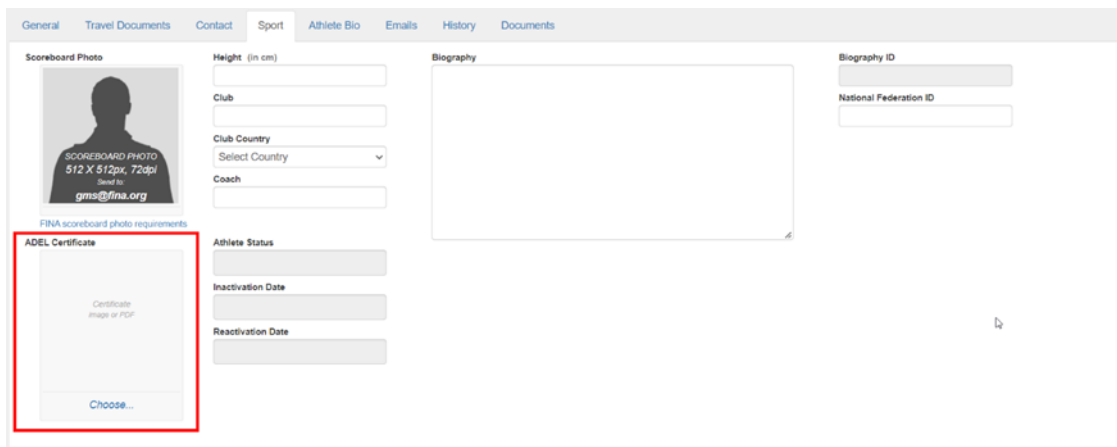 General Travel Documents Contact Sport Athlete Bio Emails History Documents
Scoreboard Photo
SCOREBOARD PHOTO
512 X 512px, 72dpi
Send to:
gms@fina.org
FINA scoreboard photo requirements
ADEL Certificate
Certificate
Image or PDF
Choose...
Height (in cm)
Club
Club Country
Select Country
Coach
Athlete Status
Inactivation Date
Reactivation Date
Biography
Biography ID
National Federation ID